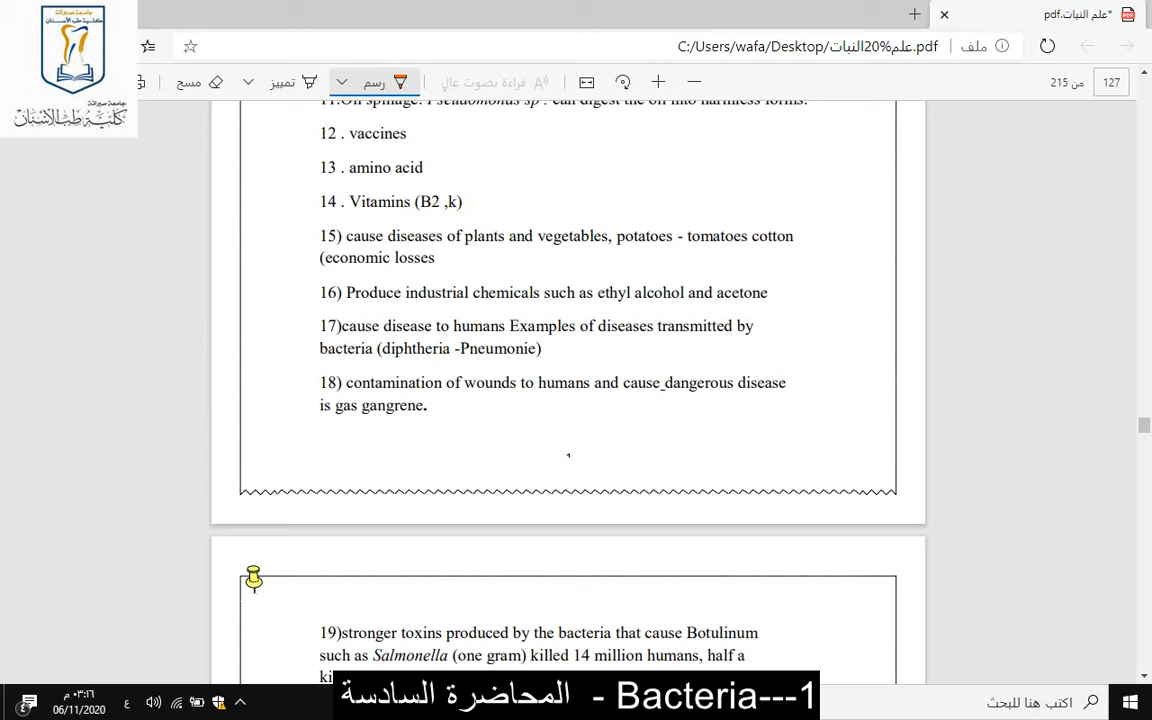 علم النبات.pdf*
C:/Users/wafa/Desktop/علم%20النبات.pdf
ملف
127
من 215
قراءة بصوت عالٍ
رسم
تمييز
مسح
جامعة صبراتة
كلية طب الأسنان
12 . vaccines
13 . amino acid
14 . Vitamins (B2 ,k)
15) cause diseases of plants and vegetables, potatoes - tomatoes cotton
(economic losses
16) Produce industrial chemicals such as ethyl alcohol and acetone
17)cause disease to humans Examples of diseases transmitted by
bacteria (diphtheria -Pneumonie)
18) contamination of wounds to humans and cause dangerous disease
is gas gangrene.
19)stronger toxins produced by the bacteria that cause Botulinum
such as Salmonella (one gram) killed 14 million humans, half a
المحاضرة السادسة - Bacteria---1
اكتب هنا للبحث
ع
٠٣:١٦ م
06/11/2020